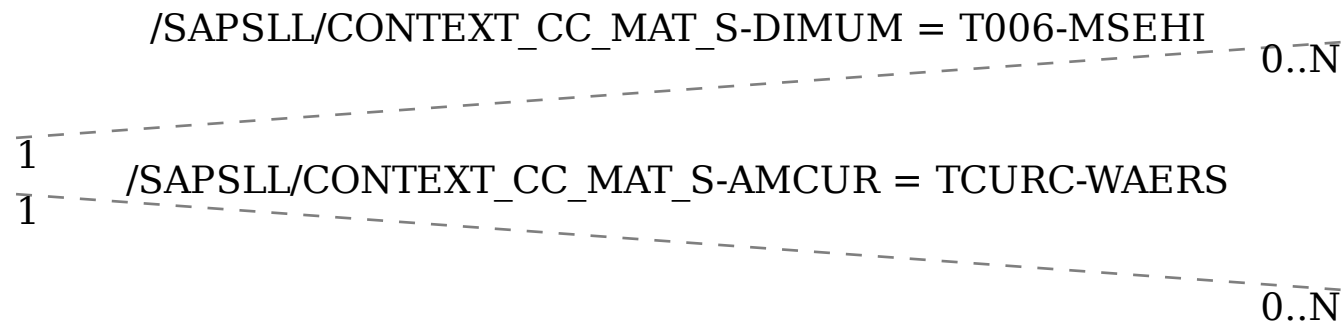 /SAPSLL/CONTEXT_CC_MAT_S-DIMUM = T006-MSEHI
0..N
1
/SAPSLL/CONTEXT_CC_MAT_S-AMCUR = TCURC-WAERS
1
0..N